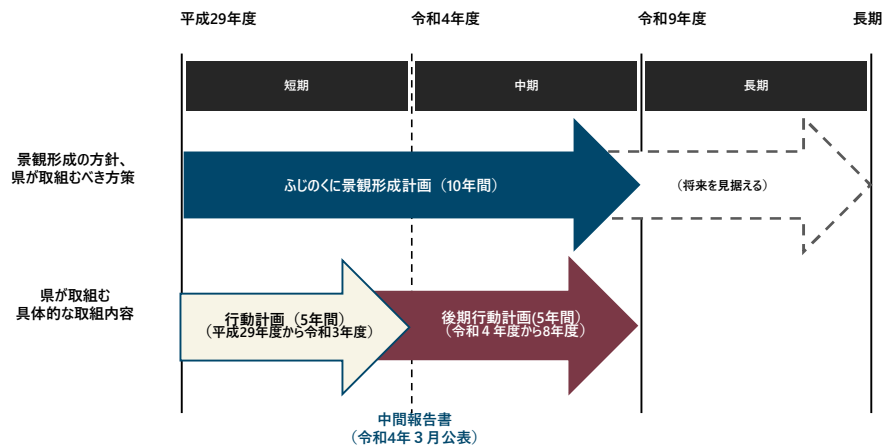 平成29年度
令和4年度
令和9年度
長期
短期
中期
長期
景観形成の方針、
県が取組むべき方策
ふじのくに景観形成計画（10年間）
（将来を見据える）
県が取組む
具体的な取組内容
行動計画（5年間）
（平成29年度から令和3年度）
後期行動計画(5年間)
（令和４年度から8年度）
中間報告書
（令和4年３月公表）